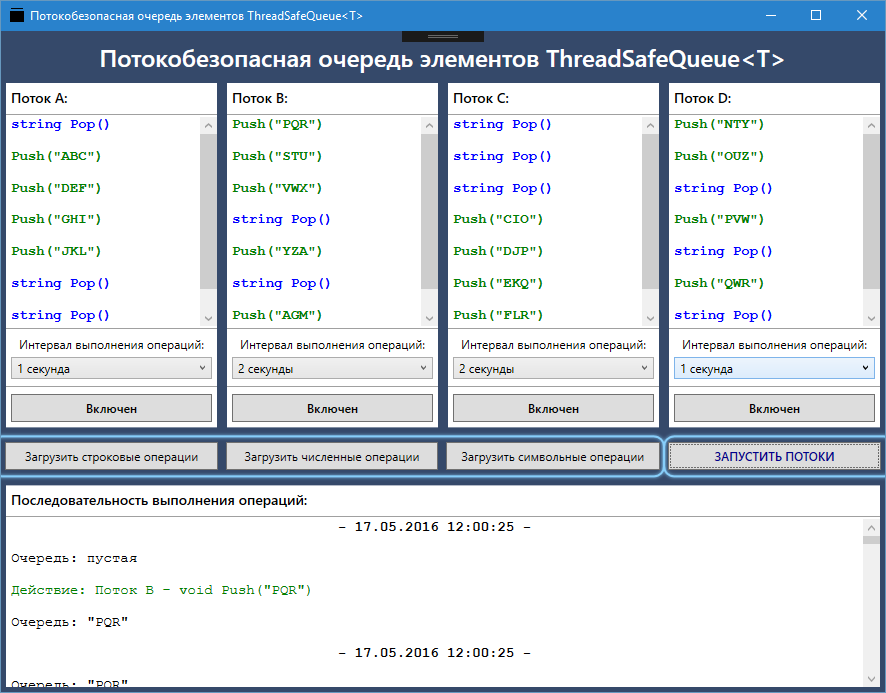 Потокобезопасная очередь элементов ThreadSafeQueue<T>
Потокобезопасная очередь элементов ThreadSafeQueue<T>
Поток A:
string Pop()
Push("ABC")
Push("DEF")
Push("GHI")
Push("JKL")
string Pop()
string Pop()
Интервал выполнения операций:
1 секунда
Включен
Поток B:
Push("PQR")
Push("STU")
Push("VWX")
string Pop()
Push("YZA")
string Pop()
Push("AGM")
Интервал выполнения операций:
2 секунды
Включен
Поток C:
string Pop()
string Pop()
string Pop()
Push("CIO")
Push("DJP")
Push("EKQ")
Push("FLR")
Интервал выполнения операций:
2 секунды
Включен
Поток D:
Push("NTY")
Push("OUZ")
string Pop()
Push("PVW")
string Pop()
Push("QWR")
string Pop()
Интервал выполнения операций:
1 секунда
Включен
Загрузить строковые операции
Загрузить численные операции
Загрузить символьные операции
ЗАПУСТИТЬ ПОТОКИ
Последовательность выполнения операций:
- 17.05.2016 12:00:25 -
Очередь: пустая
Действие: Поток B - void Push("PQR")
Очередь: "PQR"
- 17.05.2016 12:00:25 -
Очередь: "PQR"